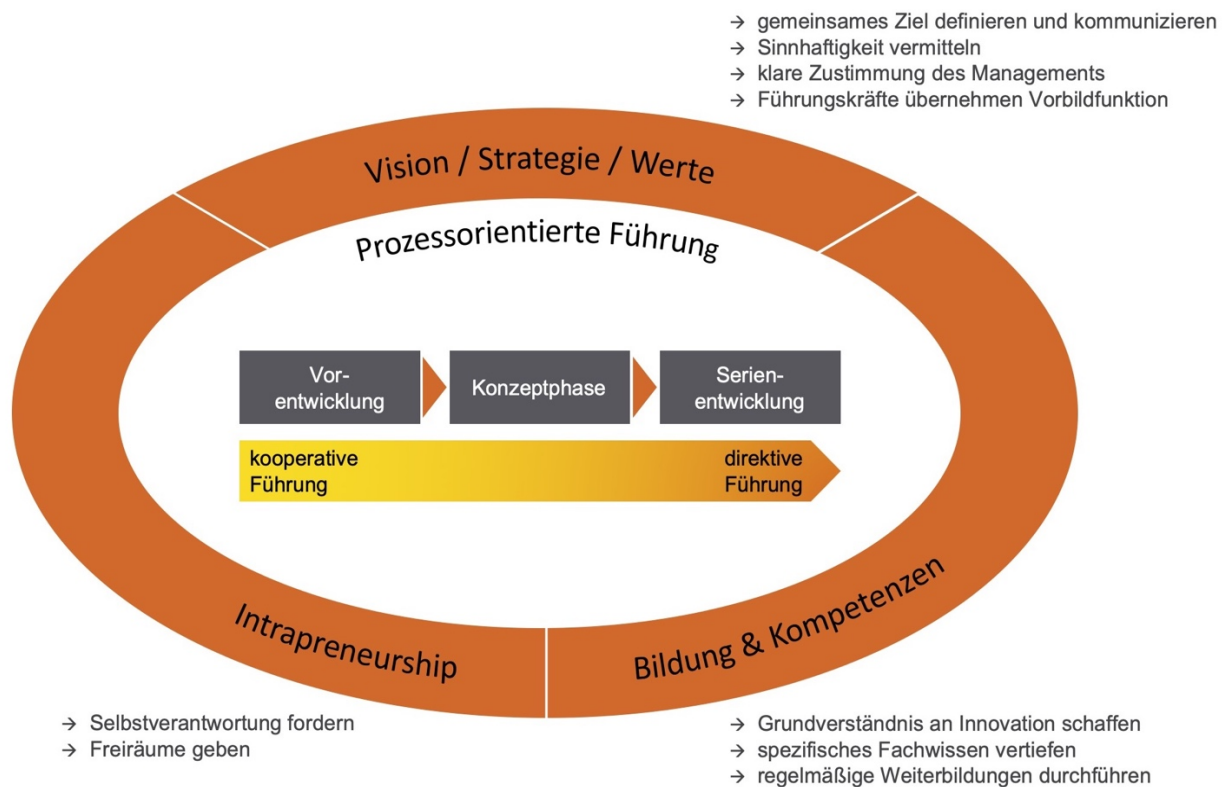 → gemeinsames Ziel definieren und kommunizieren
→ Sinnhaftigkeit vermitteln
→ klare Zustimmung des Managements
→ Führungskräfte übernehmen Vorbildfunktion
Vision / Strategie / Werte
Prozessorientierte Führung
Vor-
entwicklung
Konzeptphase
Serien-
entwicklung
kooperative
Führung
direktive
Führung
Intrapreneurship
Bildung & Kompetenzen
→ Selbstverantwortung fordern
→ Freiräume geben
→ Grundverständnis an Innovation schaffen
→ spezifisches Fachwissen vertiefen
→ regelmäßige Weiterbildungen durchführen